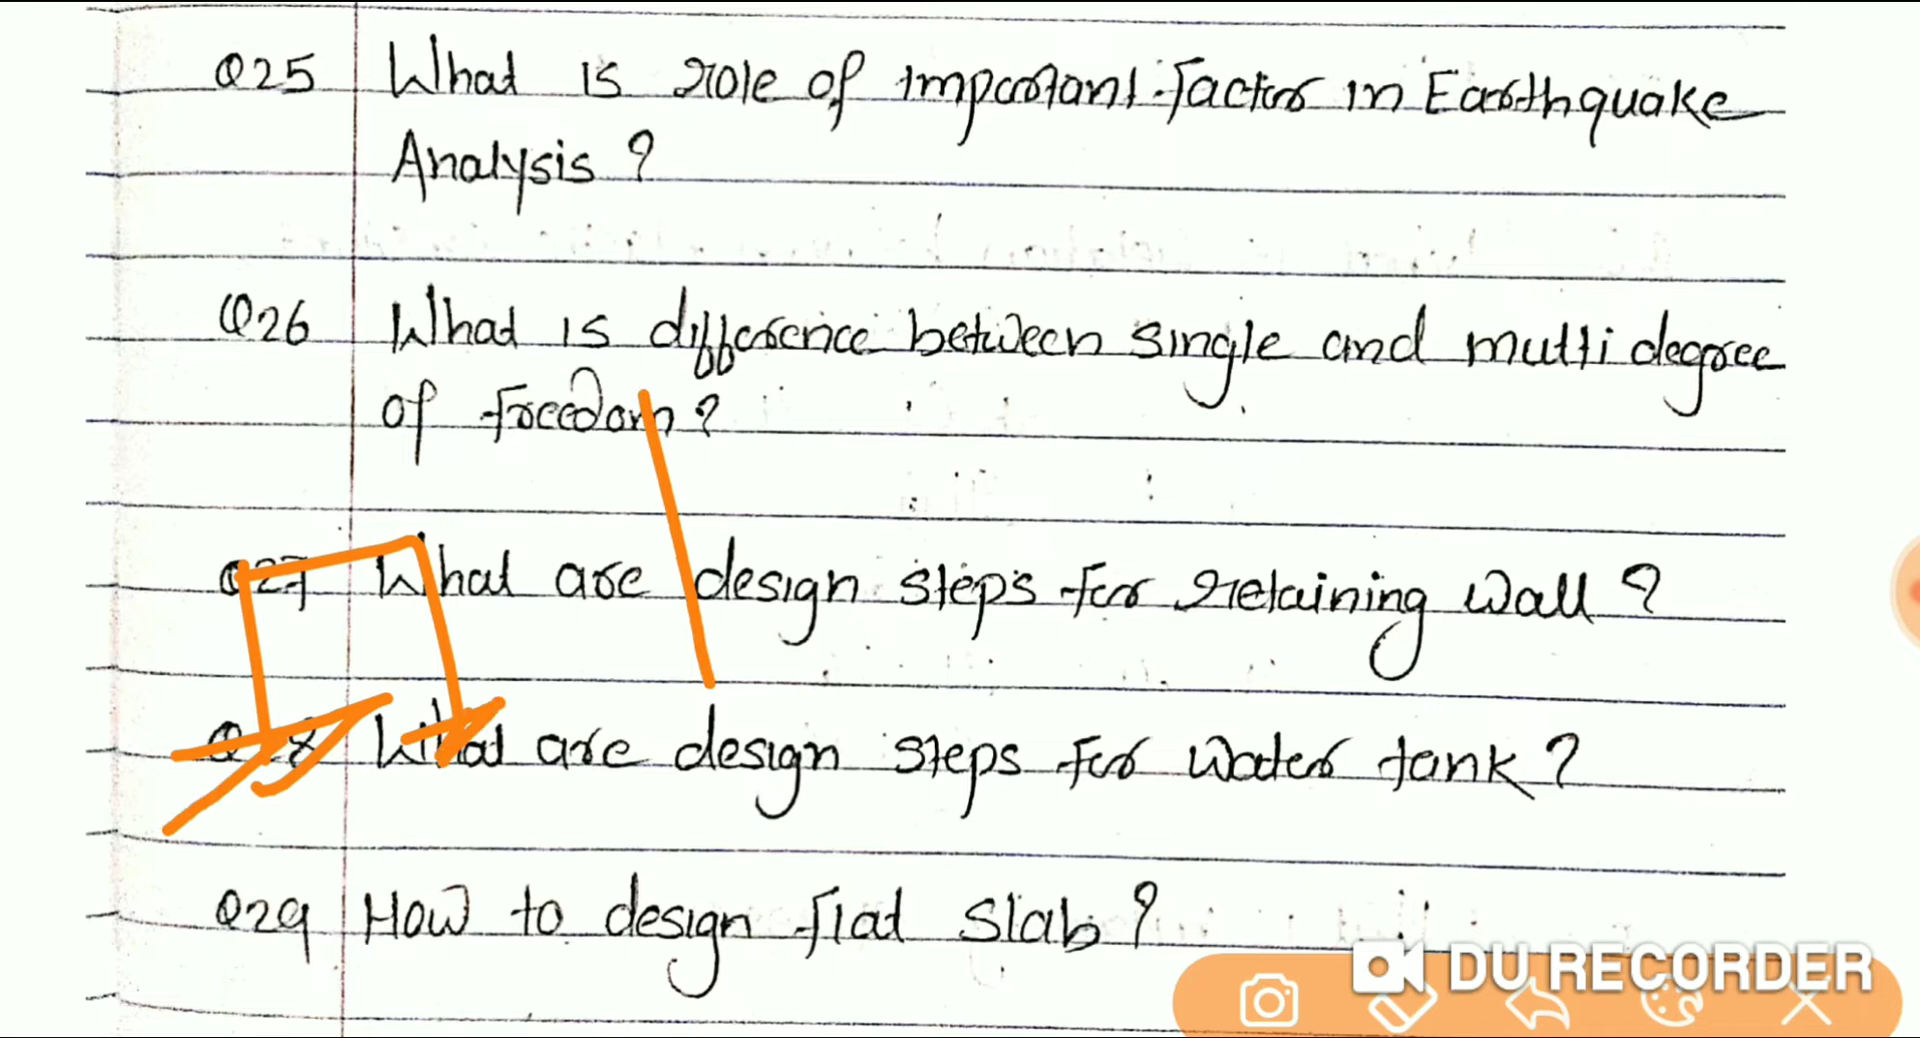 Q25 What is role of important factor in Earthquake
Analysis ?
Q26 What is difference between single and multi degree
of freedom ?
Q27 What are design steps for retaining wall ?
Q28 What are design steps for water tank ?
Q29 How to design flat slab ?
DU RECORDER